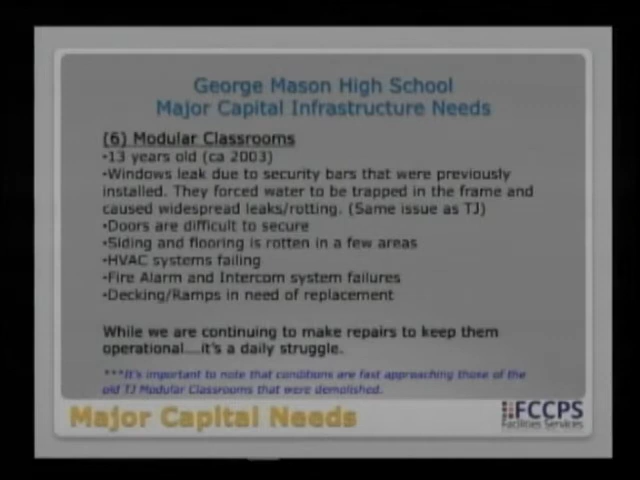 George Mason High School
Major Capital Infrastructure Needs
(6) Modular Classrooms
•13 years old (ca 2003)
•Windows leak due to security bars that were previously
installed. They forced water to be trapped in the frame and
caused widespread leaks/rotting. (Same issue as TJ)
•Doors are difficult to secure
•Siding and flooring is rotten in a few areas
•HVAC systems failing
•Fire Alarm and Intercom system failures
•Decking/Ramps in need of replacement
While we are continuing to make repairs to keep them
operational....it's a daily struggle.
***It's important to note that conditions are fast approaching those of the
old TJ Modular Classrooms that were demolished.
Major Capital Needs
FCCPS
Facilities Services